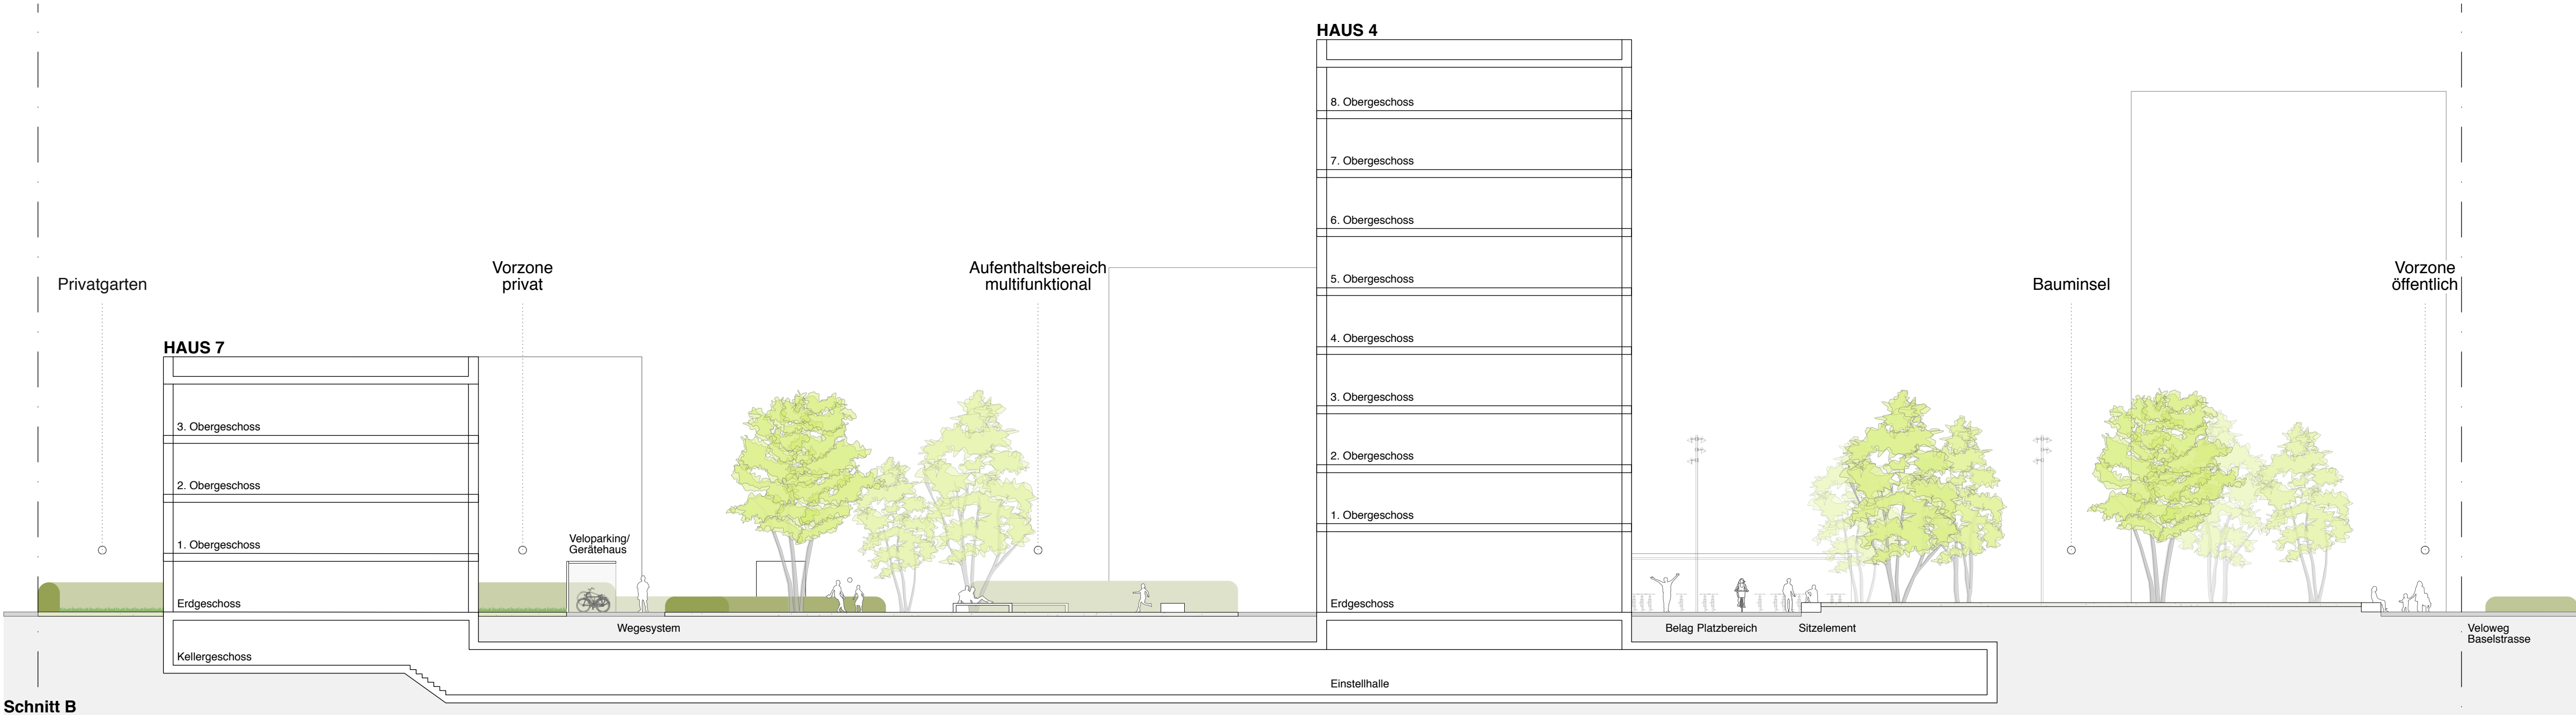 HAUS 4
8. Obergeschoss
7. Obergeschoss
6. Obergeschoss
5. Obergeschoss
4. Obergeschoss
3. Obergeschoss
2. Obergeschoss
1. Obergeschoss
Erdgeschoss
Privatgarten
Vorzone
privat
Aufenthaltsbereich
multifunktional
Bauminsel
Vorzone
öffentlich
HAUS 7
3. Obergeschoss
2. Obergeschoss
1. Obergeschoss
Erdgeschoss
Kellergeschoss
Veloparking/
Gerätehaus
Wegesystem
Belag Platzbereich
Sitzelement
Veloweg
Baselstrasse
Einstellhalle
Schnitt B